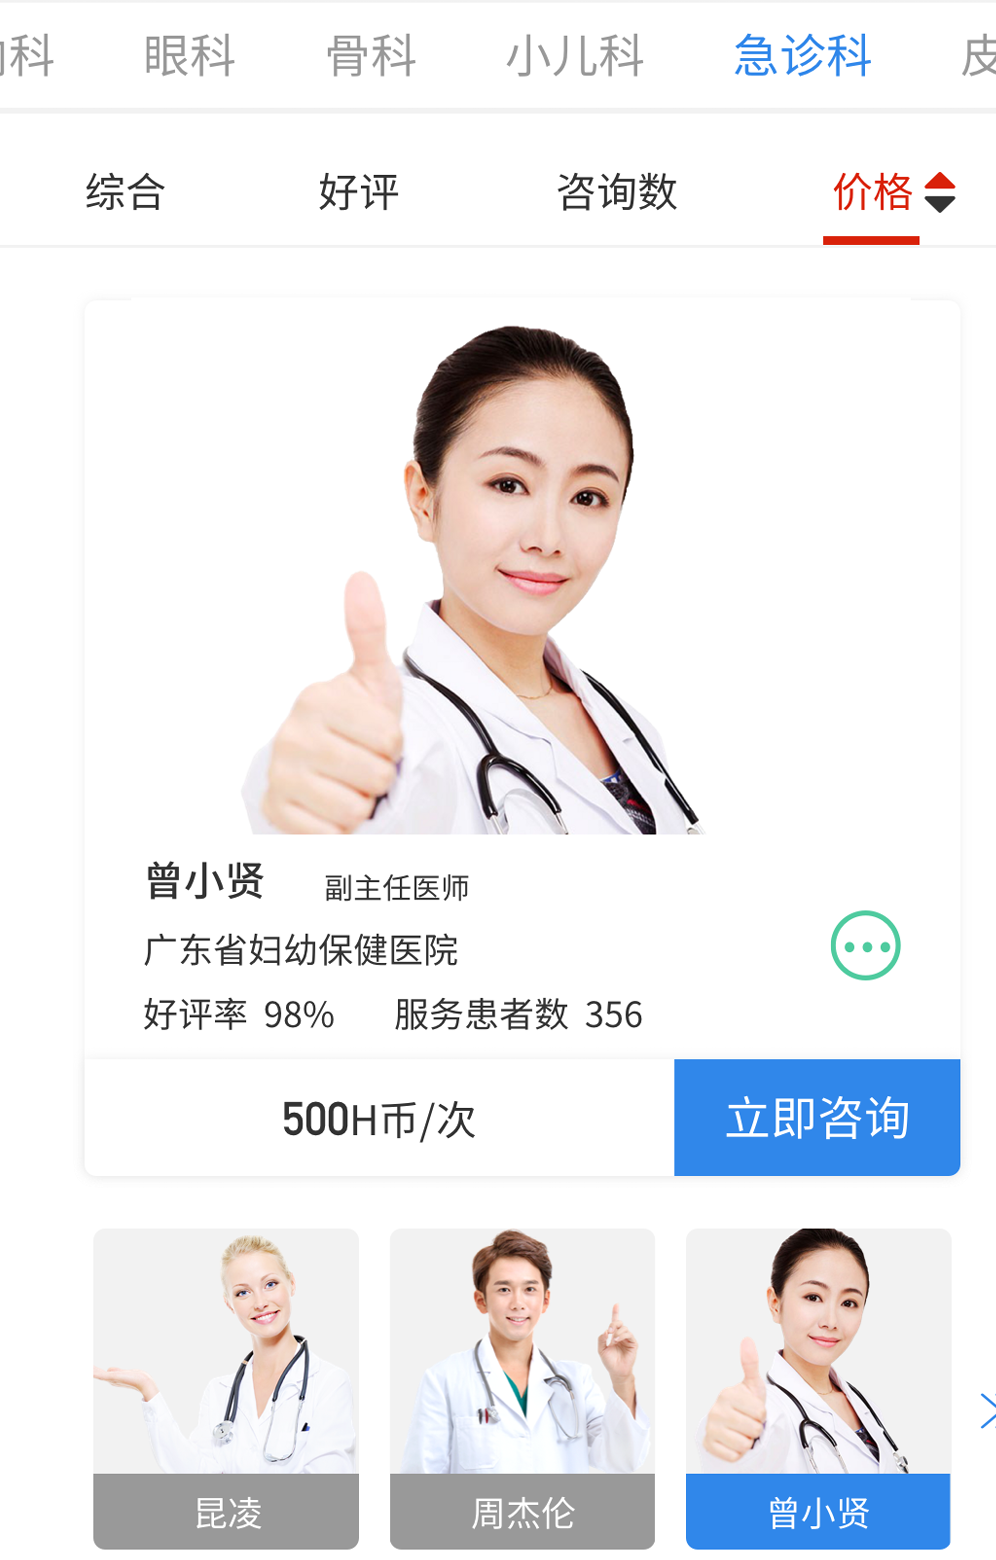 科 眼科 骨科 小儿科 急诊科 皮
综合 好评 咨询数 价格
曾小贤 副主任医师
广东省妇幼保健医院
好评率 98% 服务患者数 356
500H币/次 立即咨询
昆凌 周杰伦 曾小贤